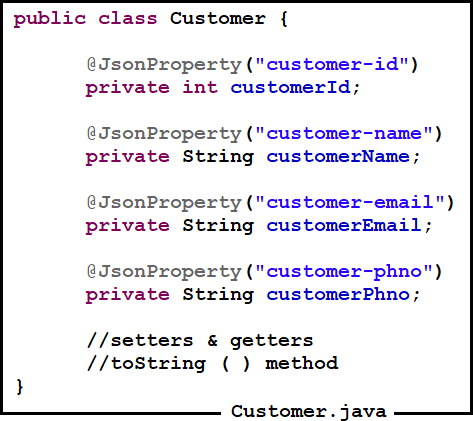 public class Customer {
@JsonProperty("customer-id")
private int customerId;
@JsonProperty("customer-name")
private String customerName;
@JsonProperty("customer-email")
private String customerEmail;
@JsonProperty("customer-phno")
private String customerPhno;
//setters & getters
//toString ( ) method
}
Customer.java